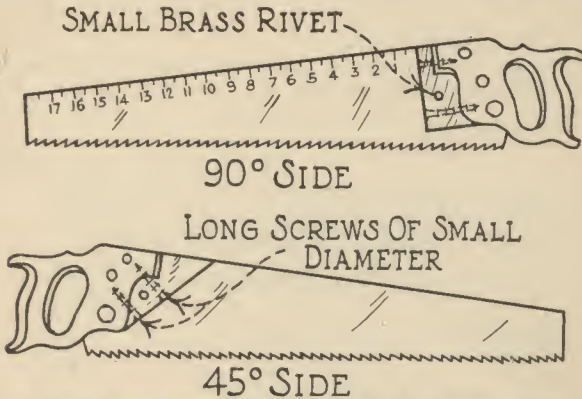 SMALL BRASS RIVET
17 16 15 14 13 12 11 10 9 8 7 6 5 4 3 2 1
90° SIDE
LONG SCREWS OF SMALL
DIAMETER
45° SIDE